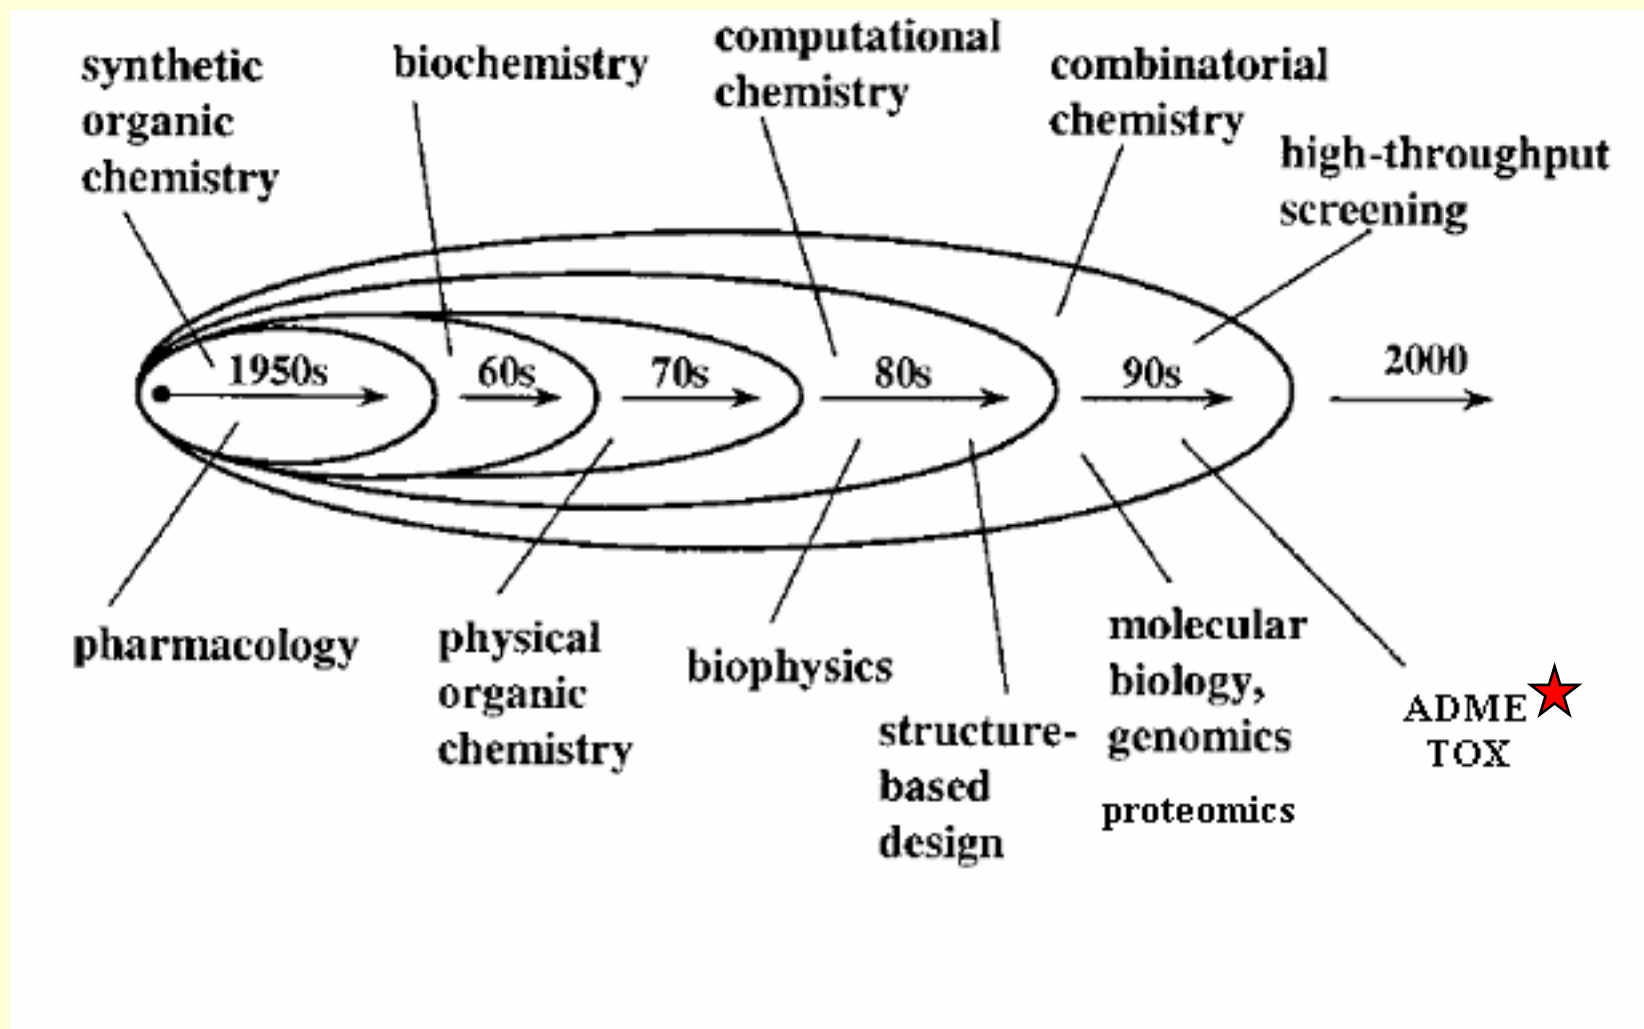 synthetic
organic
chemistry
biochemistry
computational
chemistry
combinatorial
chemistry
high-throughput
screening
1950s
60s
70s
80s
90s
2000
pharmacology
physical
organic
chemistry
biophysics
structure-
based
design
molecular
biology,
genomics
proteomics
ADME
TOX